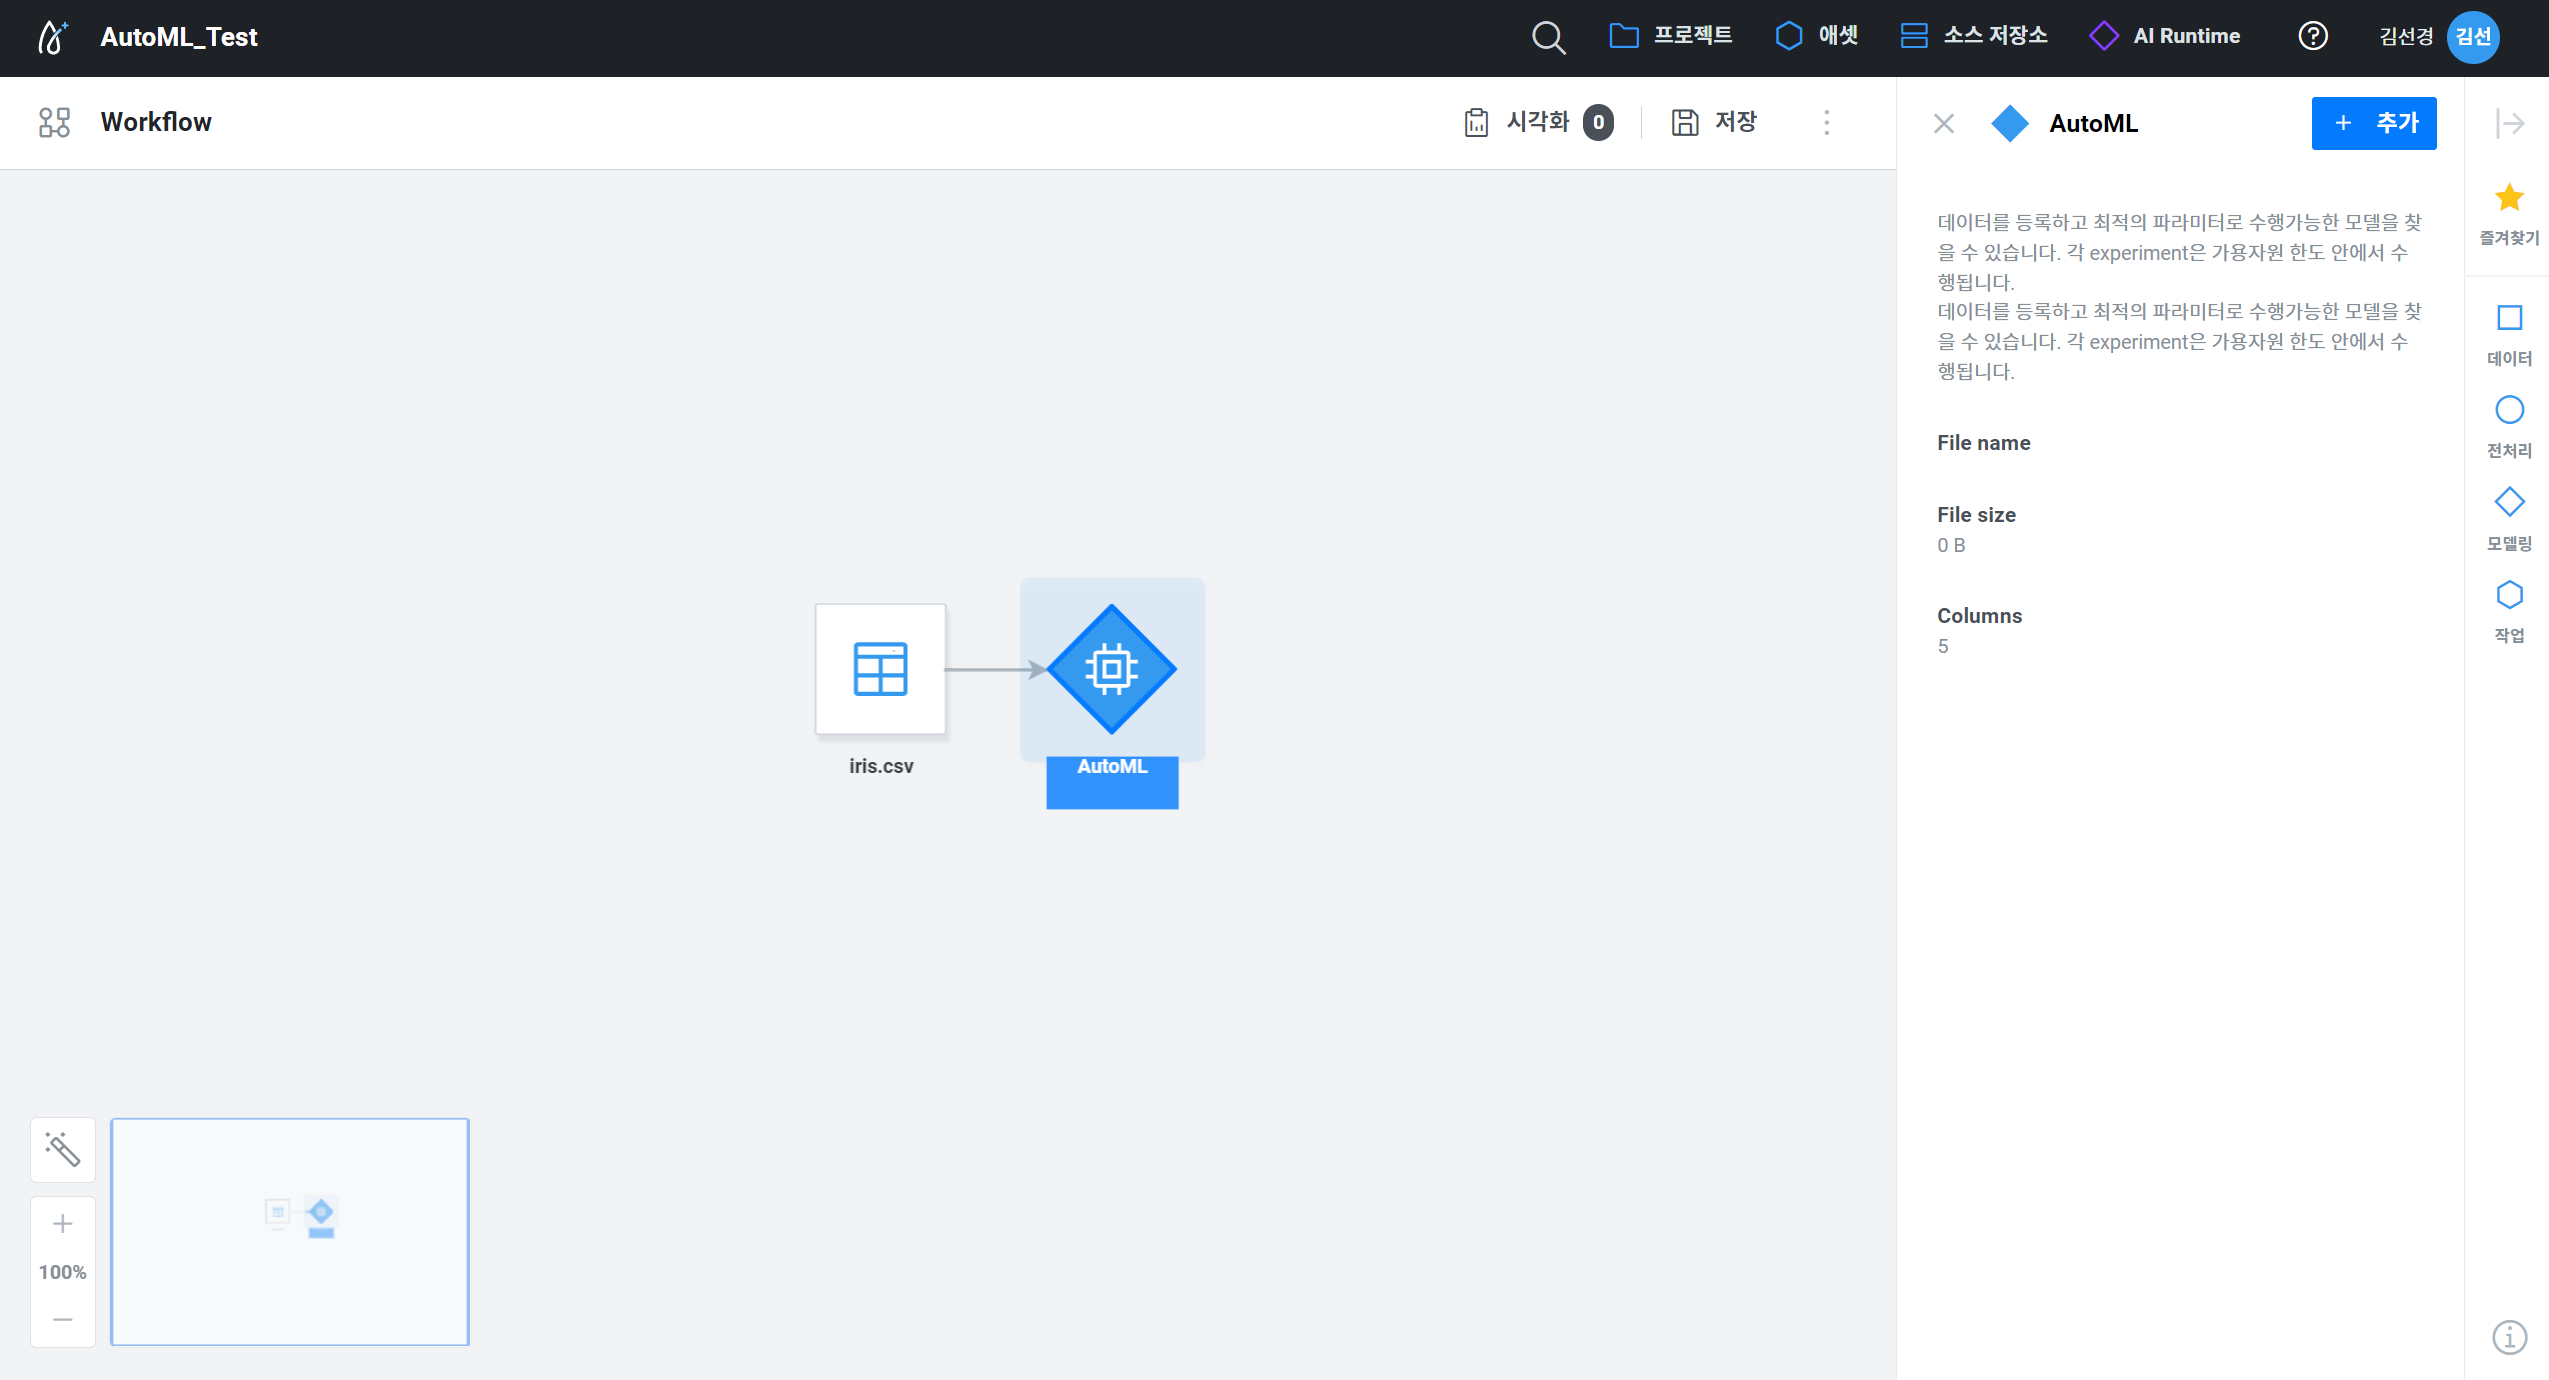 AutoML_Test
프로젝트
애셋
소스 저장소
AI Runtime
김선경
김선
Workflow
시각화 0
저장
AutoML
+ 추가
데이터를 등록하고 최적의 파라미터로 수행가능한 모델을 찾
을 수 있습니다. 각 experiment은 가용자원 한도 안에서 수
행됩니다.
데이터를 등록하고 최적의 파라미터로 수행가능한 모델을 찾
을 수 있습니다. 각 experiment은 가용자원 한도 안에서 수
행됩니다.
File name
File size
0 B
Columns
5
즐겨찾기
데이터
전처리
모델링
작업
iris.csv
AutoML
100%